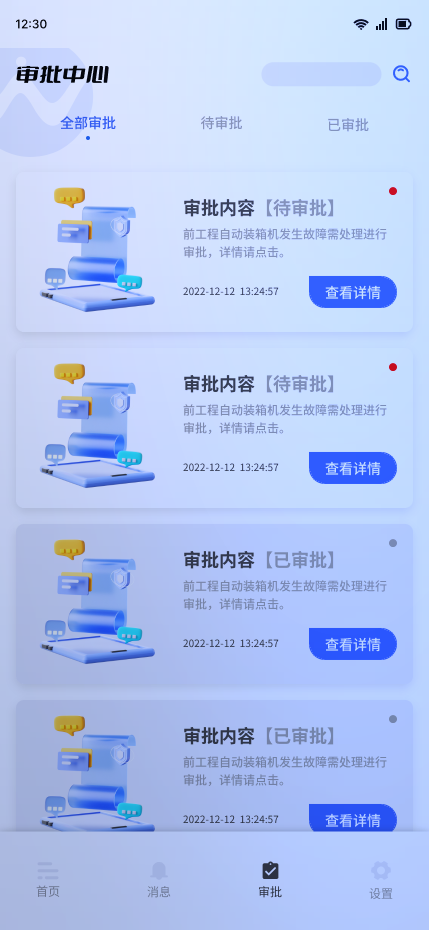 12:30
审批中心
全部审批
待审批
已审批
审批内容【待审批】
前工程自动装箱机发生故障需处理进行
审批，详情请点击。
2022-12-12 13:24:57
查看详情
审批内容【待审批】
前工程自动装箱机发生故障需处理进行
审批，详情请点击。
2022-12-12 13:24:57
查看详情
审批内容【已审批】
前工程自动装箱机发生故障需处理进行
审批，详情请点击。
2022-12-12 13:24:57
查看详情
审批内容【已审批】
前工程自动装箱机发生故障需处理进行
审批，详情请点击。
2022-12-12 13:24:57
查看详情
首页
消息
审批
设置